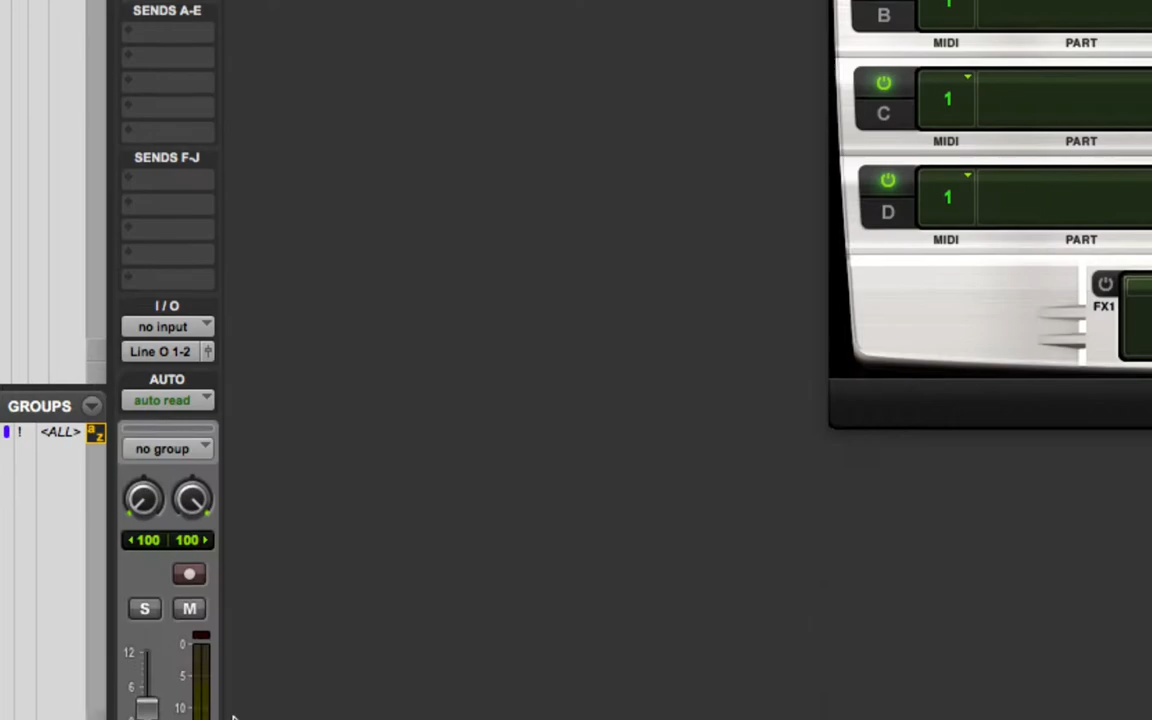 SENDS A-E
SENDS F-J
I / O
no input
Line O 1-2
AUTO
auto read
GROUPS
! <ALL> a z
no group
100 100
S M
12 0
6 5
10
B
1
MIDI PART
C
1
MIDI PART
D
1
MIDI PART
FX1